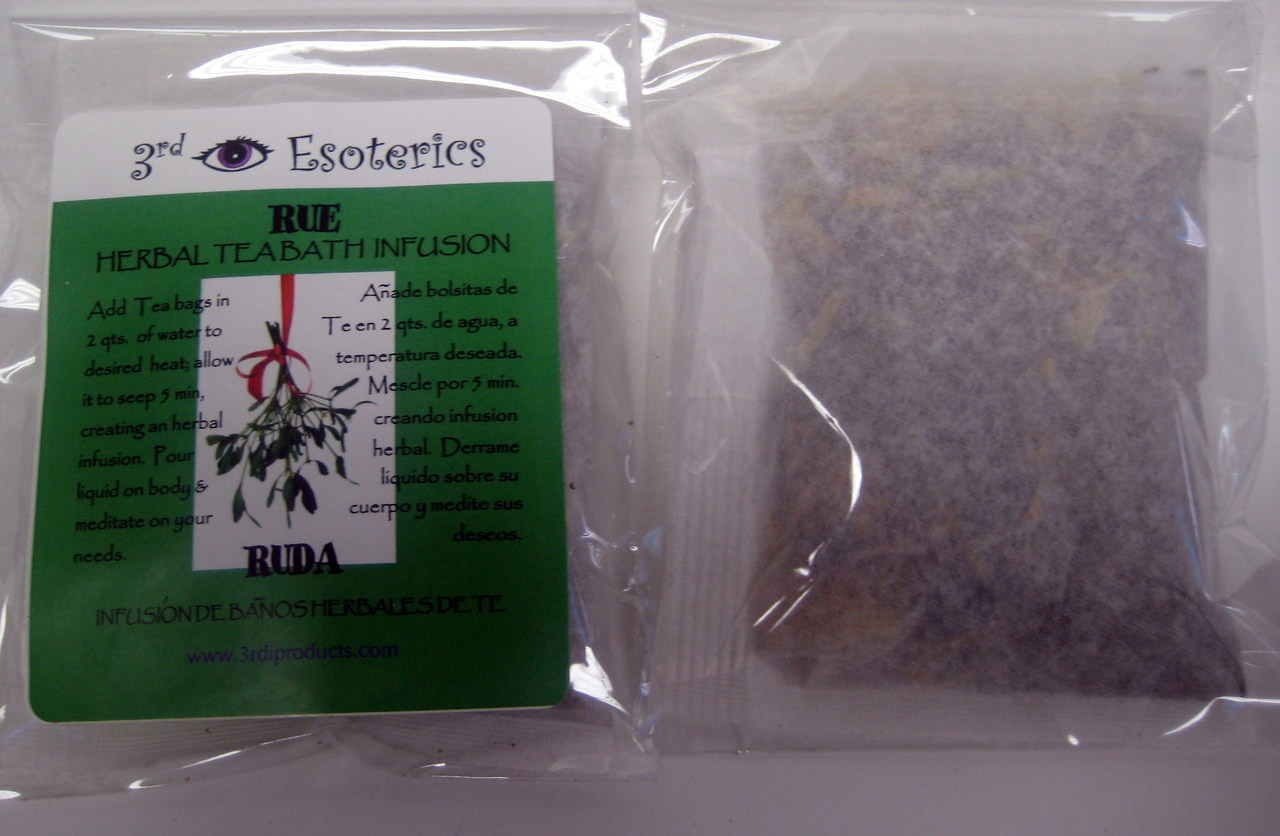 3rd Esoterics
RUE
HERBAL TEA BATH INFUSION
Add Tea bags in
2 qts. of water to
desired heat; allow
it to seep 5 min,
creating an herbal
infusion. Pour
liquid on body &
meditate on your
needs.
Añade bolsitas de
Te en 2 qts. de agua, a
temperatura deseada.
Mescle por 5 min.
creando infusion
herbal. Derrame
liquido sobre su
cuerpo y medite sus
deseos.
RUDA
INFUSIÓN DE BAÑOS HERBALES DE TE
www.3rdiproducts.com